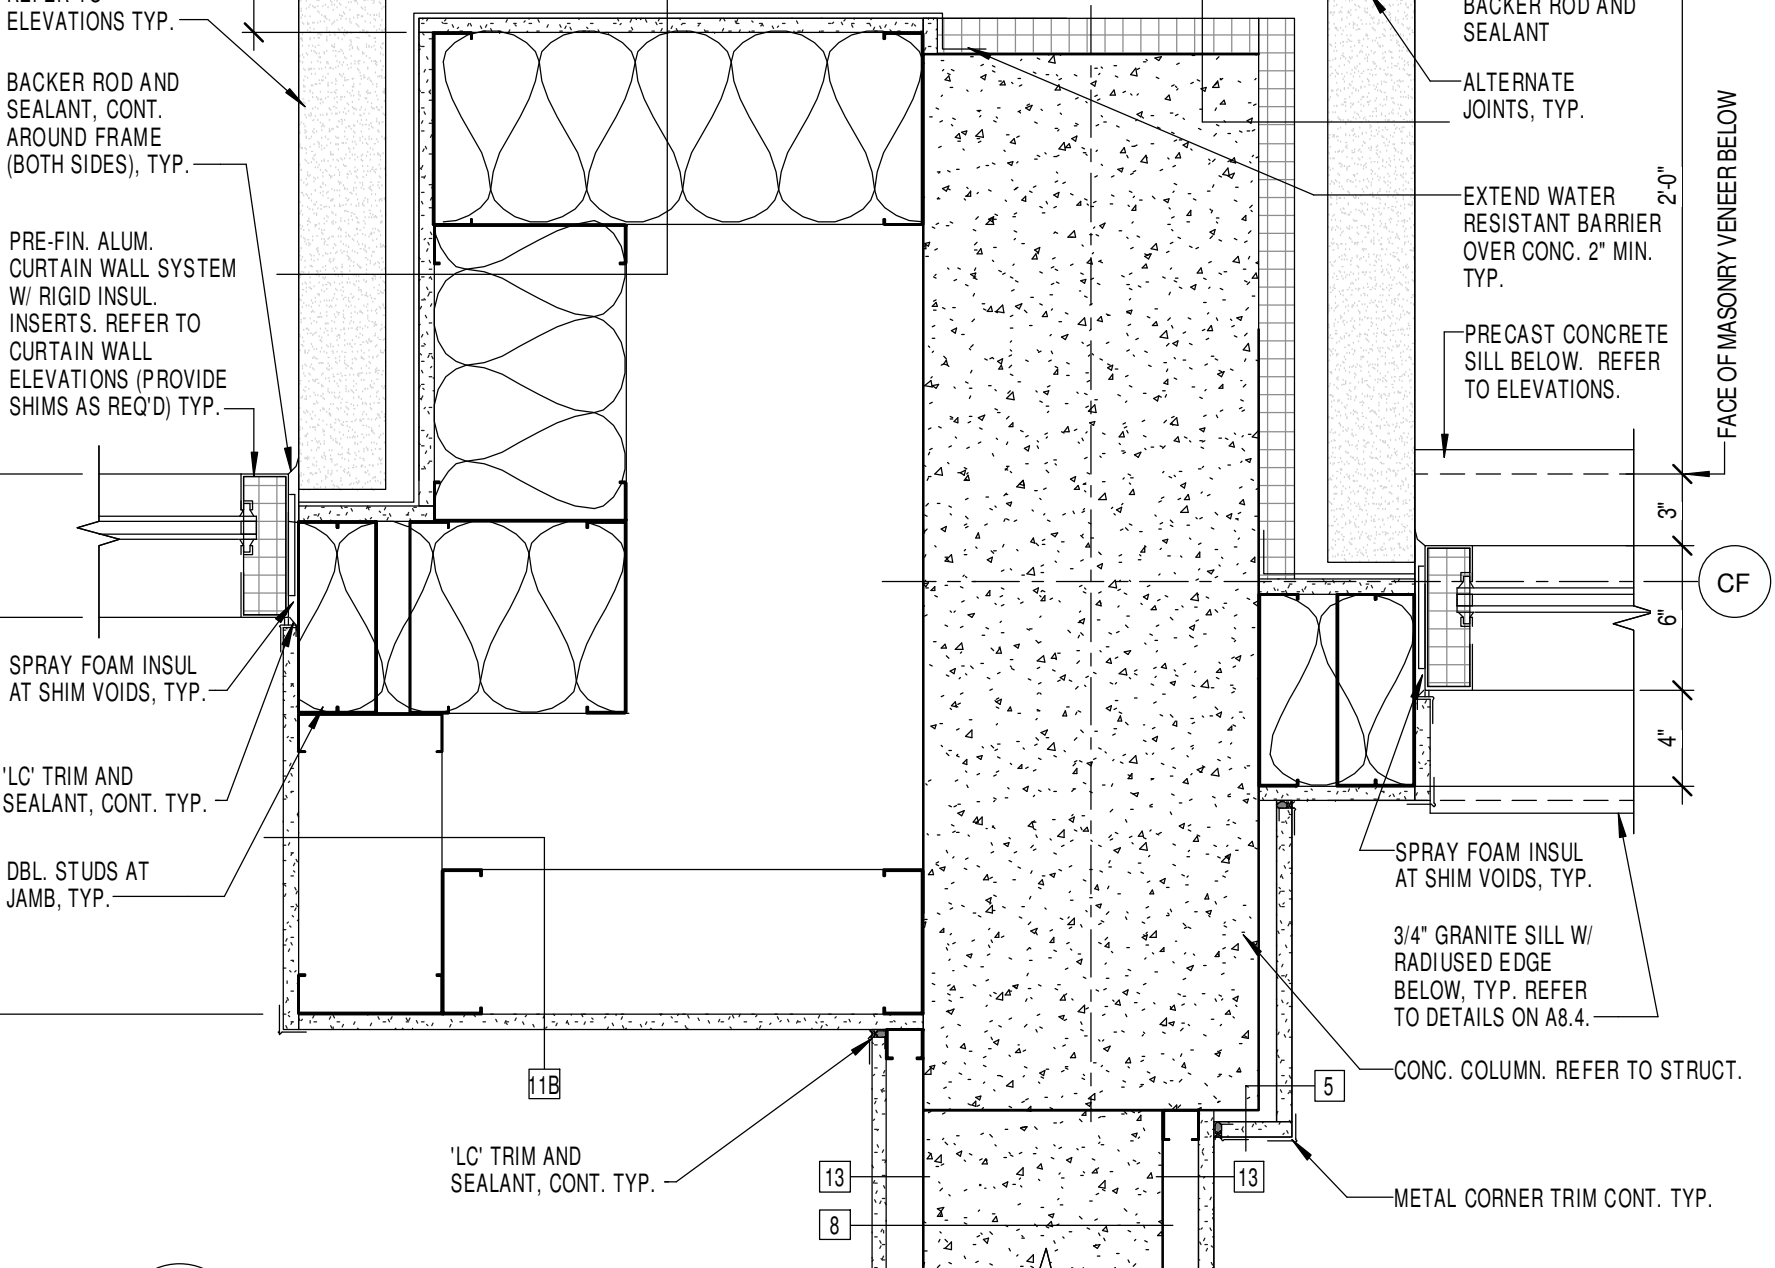 ELEVATIONS TYP.
BACKER ROD AND
SEALANT, CONT.
AROUND FRAME
(BOTH SIDES), TYP.
PRE-FIN. ALUM.
CURTAIN WALL SYSTEM
W/ RIGID INSUL.
INSERTS. REFER TO
CURTAIN WALL
ELEVATIONS (PROVIDE
SHIMS AS REQ'D) TYP.
SPRAY FOAM INSUL
AT SHIM VOIDS, TYP.
'LC' TRIM AND
SEALANT, CONT. TYP.
DBL. STUDS AT
JAMB, TYP.
11B
'LC' TRIM AND
SEALANT, CONT. TYP.
13
8
13
5
BACKER ROD AND
SEALANT
ALTERNATE
JOINTS, TYP.
EXTEND WATER
RESISTANT BARRIER
OVER CONC. 2" MIN.
TYP.
PRECAST CONCRETE
SILL BELOW. REFER
TO ELEVATIONS.
2'-0"
FACE OF MASONRY VENEER BELOW
3"
6"
4"
CF
SPRAY FOAM INSUL
AT SHIM VOIDS, TYP.
3/4" GRANITE SILL W/
RADIUSED EDGE
BELOW, TYP. REFER
TO DETAILS ON A8.4.
CONC. COLUMN. REFER TO STRUCT.
METAL CORNER TRIM CONT. TYP.